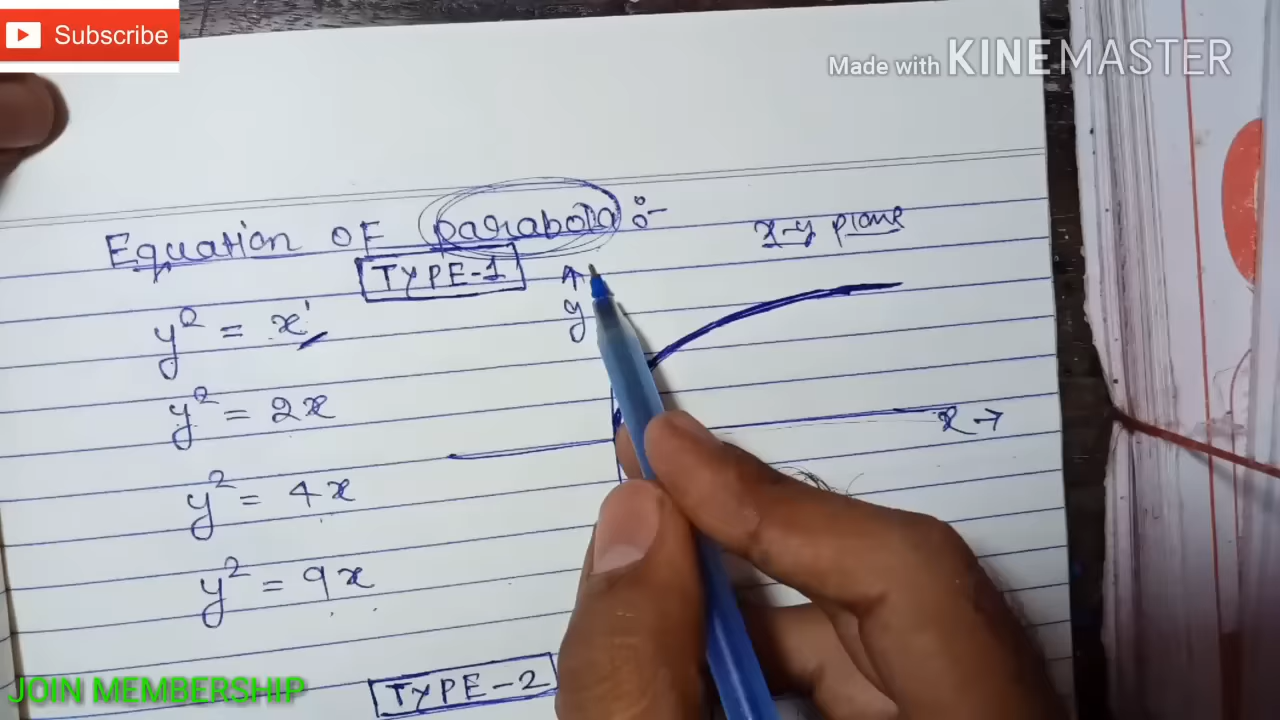 Subscribe
Made with KINEMASTER
Equation of parabola :-
x-y plane
TYPE-1
y
y² = x¹
y² = 2x
x →
y² = 4x
y² = 9x
TYPE-2
JOIN MEMBERSHIP